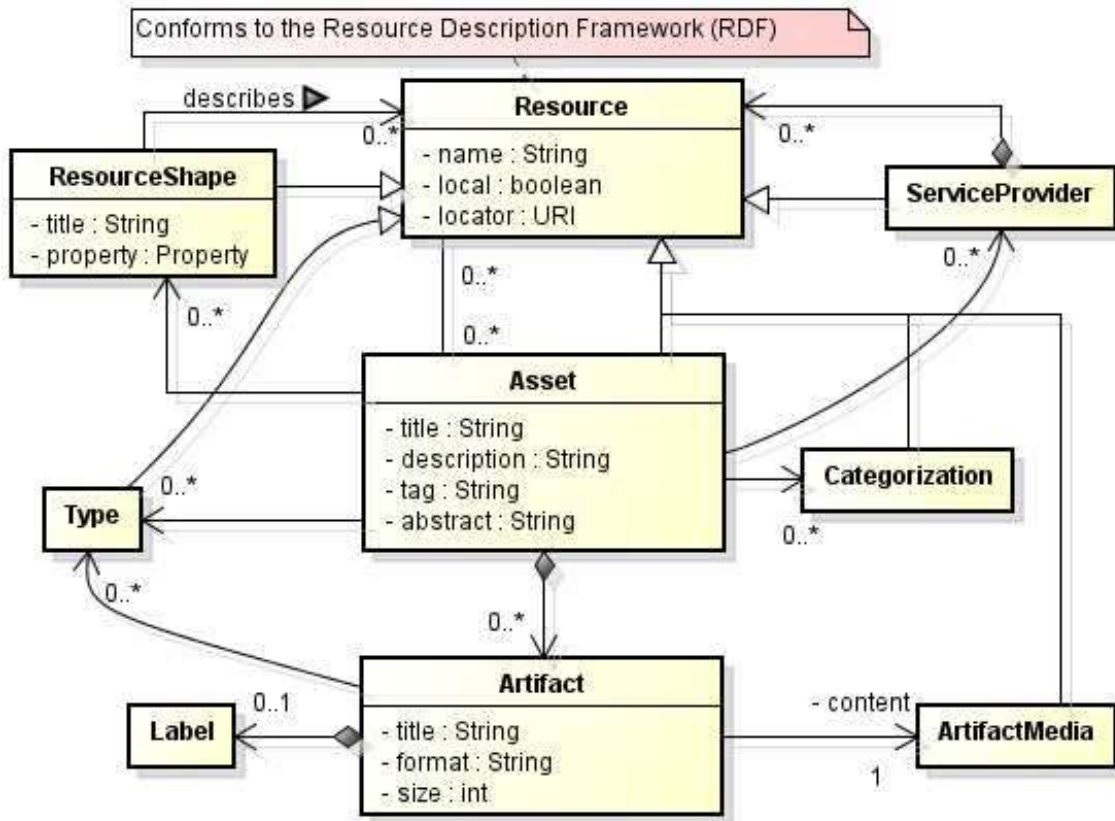 Conforms to the Resource Description Framework (RDF)
describes
0..*
Resource
- name : String
- local : boolean
- locator : URI
0..*
ResourceShape
- title : String
- property : Property
ServiceProvider
0..*
0..*
0..*
0..*
Asset
- title : String
- description : String
- tag : String
- abstract : String
Categorization
0..*
0..*
Type
0..*
0..*
Artifact
- title : String
- format : String
- size : int
0..1
Label
- content
1
ArtifactMedia